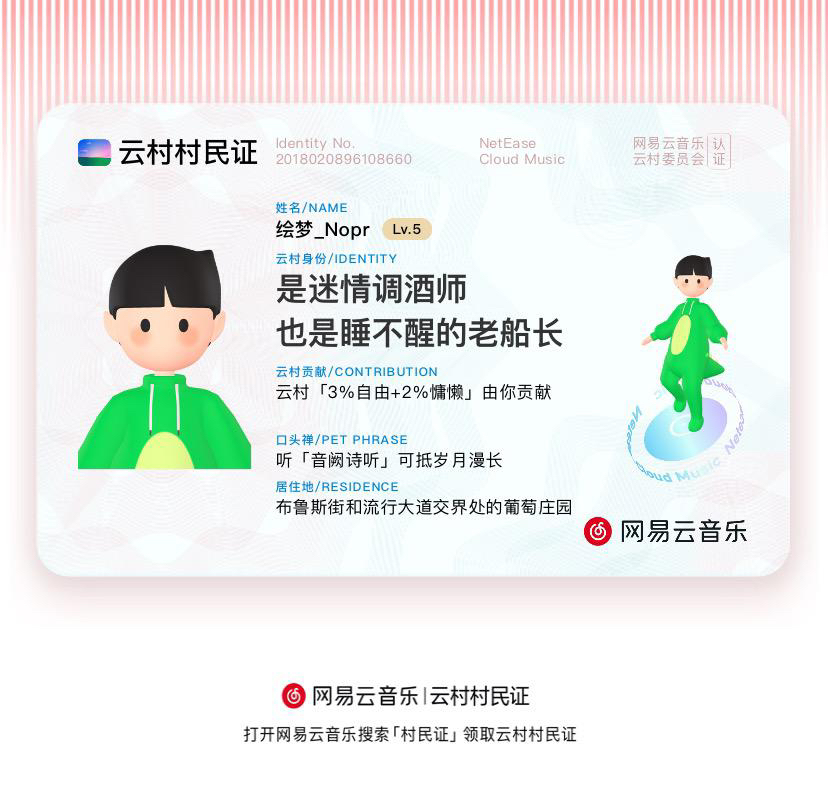 云村村民证
Identity No.
2018020896108660
NetEase
Cloud Music
网易云音乐
云村委员会
认证
姓名/NAME
绘梦_Nopr Lv.5
云村身份/IDENTITY
是迷情调酒师
也是睡不醒的老船长
云村贡献/CONTRIBUTION
云村「3%自由+2%慵懒」由你贡献
口头禅/PET PHRASE
听「音阙诗听」可抵岁月漫长
居住地/RESIDENCE
布鲁斯街和流行大道交界处的葡萄庄园
Cloud Music Netease
网易云音乐
网易云音乐|云村村民证
打开网易云音乐搜索「村民证」领取云村村民证